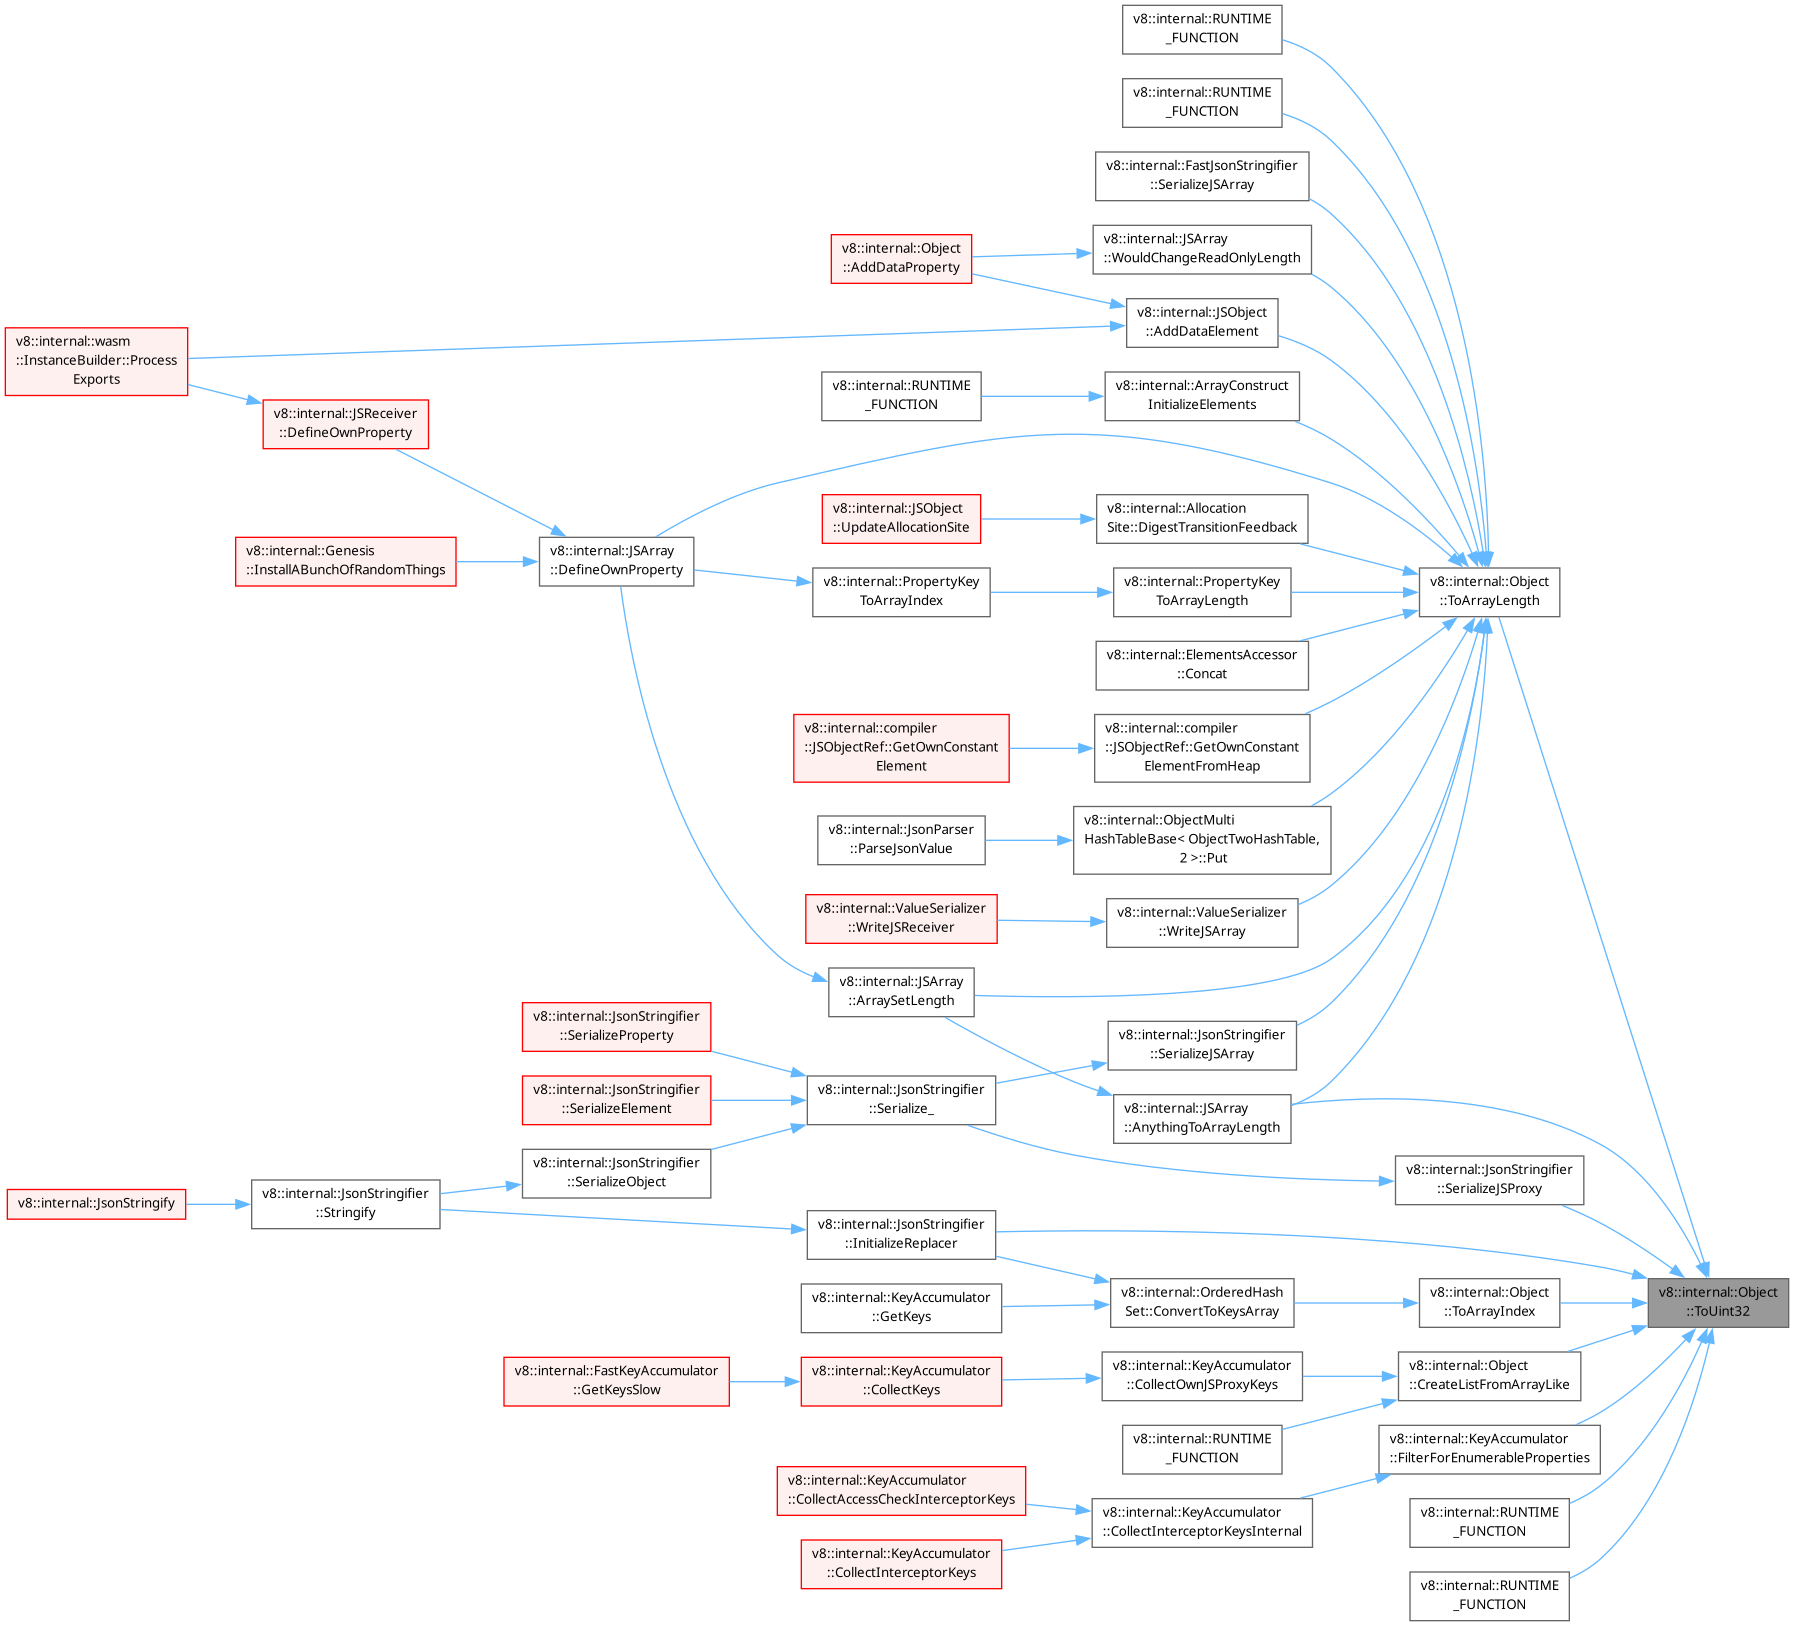 v8::internal::RUNTIME
_FUNCTION
v8::internal::RUNTIME
_FUNCTION
v8::internal::FastJsonStringifier
::SerializeJSArray
v8::internal::JSArray
::WouldChangeReadOnlyLength
v8::internal::Object
::AddDataProperty
v8::internal::JSObject
::AddDataElement
v8::internal::wasm
::InstanceBuilder::Process
Exports
v8::internal::ArrayConstruct
InitializeElements
v8::internal::RUNTIME
_FUNCTION
v8::internal::JSReceiver
::DefineOwnProperty
v8::internal::Allocation
Site::DigestTransitionFeedback
v8::internal::JSObject
::UpdateAllocationSite
v8::internal::Genesis
::InstallABunchOfRandomThings
v8::internal::JSArray
::DefineOwnProperty
v8::internal::PropertyKey
ToArrayIndex
v8::internal::PropertyKey
ToArrayLength
v8::internal::Object
::ToArrayLength
v8::internal::ElementsAccessor
::Concat
v8::internal::compiler
::JSObjectRef::GetOwnConstant
Element
v8::internal::compiler
::JSObjectRef::GetOwnConstant
ElementFromHeap
v8::internal::JsonParser
::ParseJsonValue
v8::internal::ObjectMulti
HashTableBase< ObjectTwoHashTable,
2 >::Put
v8::internal::ValueSerializer
::WriteJSReceiver
v8::internal::ValueSerializer
::WriteJSArray
v8::internal::JSArray
::ArraySetLength
v8::internal::JsonStringifier
::SerializeProperty
v8::internal::JsonStringifier
::SerializeJSArray
v8::internal::JsonStringifier
::SerializeElement
v8::internal::JsonStringifier
::Serialize_
v8::internal::JSArray
::AnythingToArrayLength
v8::internal::JsonStringifier
::SerializeObject
v8::internal::JsonStringifier
::SerializeJSProxy
v8::internal::JsonStringify
v8::internal::JsonStringifier
::Stringify
v8::internal::JsonStringifier
::InitializeReplacer
v8::internal::KeyAccumulator
::GetKeys
v8::internal::OrderedHash
Set::ConvertToKeysArray
v8::internal::Object
::ToArrayIndex
v8::internal::Object
::ToUint32
v8::internal::FastKeyAccumulator
::GetKeysSlow
v8::internal::KeyAccumulator
::CollectKeys
v8::internal::KeyAccumulator
::CollectOwnJSProxyKeys
v8::internal::Object
::CreateListFromArrayLike
v8::internal::RUNTIME
_FUNCTION
v8::internal::KeyAccumulator
::FilterForEnumerableProperties
v8::internal::KeyAccumulator
::CollectAccessCheckInterceptorKeys
v8::internal::KeyAccumulator
::CollectInterceptorKeysInternal
v8::internal::RUNTIME
_FUNCTION
v8::internal::KeyAccumulator
::CollectInterceptorKeys
v8::internal::RUNTIME
_FUNCTION